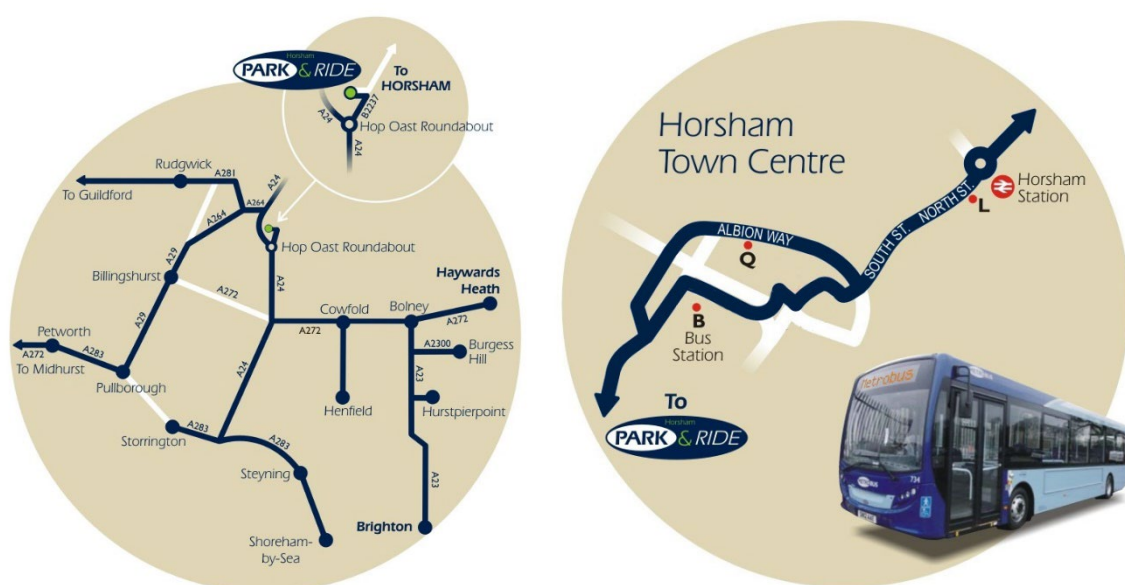 Horsham
PARK & RIDE
To
HORSHAM
A24
B2237
Hop Oast Roundabout
A24
Rudgwick
A281
A24
To Guildford
A264
A264
Hop Oast Roundabout
A29
Billingshurst
A272
A24
Haywards
Heath
Cowfold
Bolney
A272
A272
A29
Petworth
A272
A283
To Midhurst
Pullborough
A24
A2300
Burgess
Hill
A23
Henfield
Hurstpierpoint
Storrington
A283
A283
Steyning
A23
Shoreham-
by-Sea
Brighton
Horsham
Town Centre
NORTH ST.
SOUTH ST.
L
Horsham
Station
ALBION WAY
Q
B
Bus
Station
To
Horsham
PARK & RIDE
metrobus
734